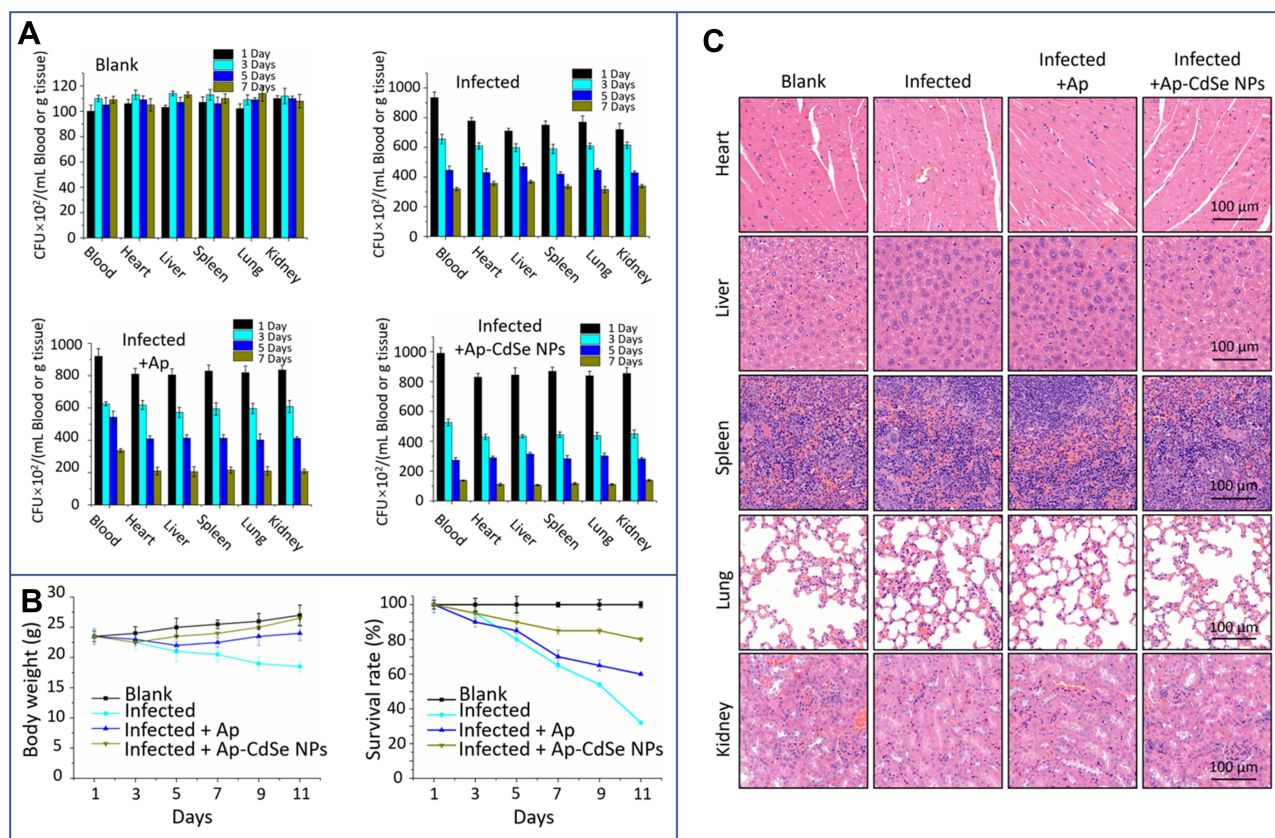 A
Blank
1 Day
3 Days
5 Days
7 Days
CFU×10²/(mL Blood or g tissue)
120
100
80
60
40
20
0
Blood
Heart
Liver
Spleen
Lung
Kidney
Infected
1 Day
3 Days
5 Days
7 Days
CFU×10²/(mL Blood or g tissue)
1000
800
600
400
200
0
Blood
Heart
Liver
Spleen
Lung
Kidney
Infected
+Ap
1 Day
3 Days
5 Days
7 Days
CFU×10²/(mL Blood or g tissue)
1000
800
600
400
200
0
Blood
Heart
Liver
Spleen
Lung
Kidney
Infected
+Ap-CdSe NPs
1 Day
3 Days
5 Days
7 Days
CFU×10²/(mL Blood or g tissue)
1000
800
600
400
200
0
Blood
Heart
Liver
Spleen
Lung
Kidney
B
Body weight (g)
30
25
20
15
10
5
0
Blank
Infected
Infected + Ap
Infected + Ap-CdSe NPs
1 3 5 7 9 11
Days
Survival rate (%)
100
80
60
40
20
0
Blank
Infected
Infected + Ap
Infected + Ap-CdSe NPs
1 3 5 7 9 11
Days
C
Blank
Infected
Infected
+Ap
Infected
+Ap-CdSe NPs
Heart
100 µm
Liver
100 µm
Spleen
100 µm
Lung
100 µm
Kidney
100 µm